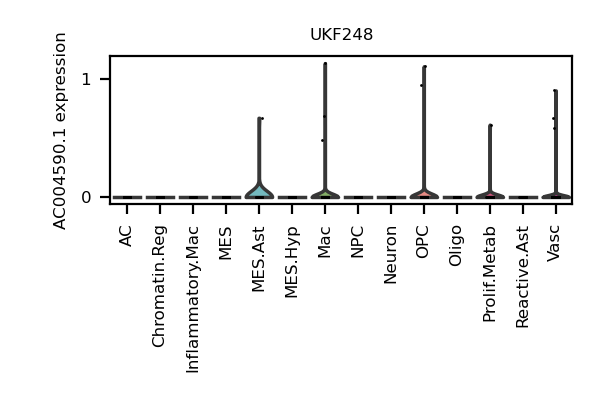 UKF248
AC004590.1 expression
1
0
AC
Chromatin.Reg
Inflammatory.Mac
MES
MES.Ast
MES.Hyp
Mac
NPC
Neuron
OPC
Oligo
Prolif.Metab
Reactive.Ast
Vasc